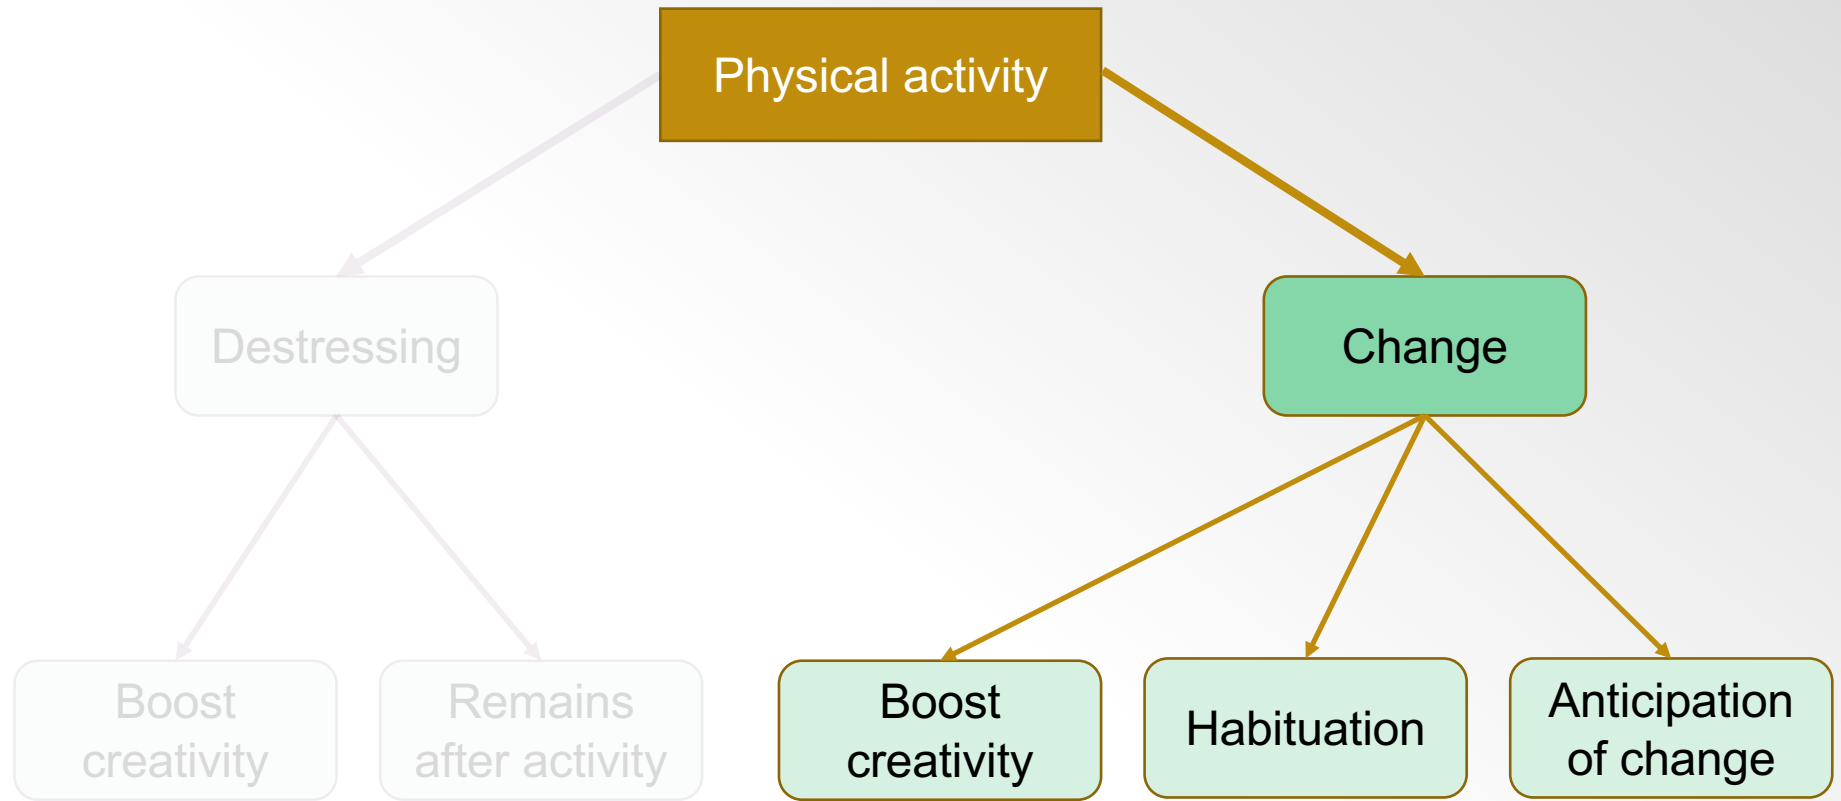 Physical activity
Destressing
Change
Boost
creativity
Remains
after activity
Boost
creativity
Habituation
Anticipation
of change